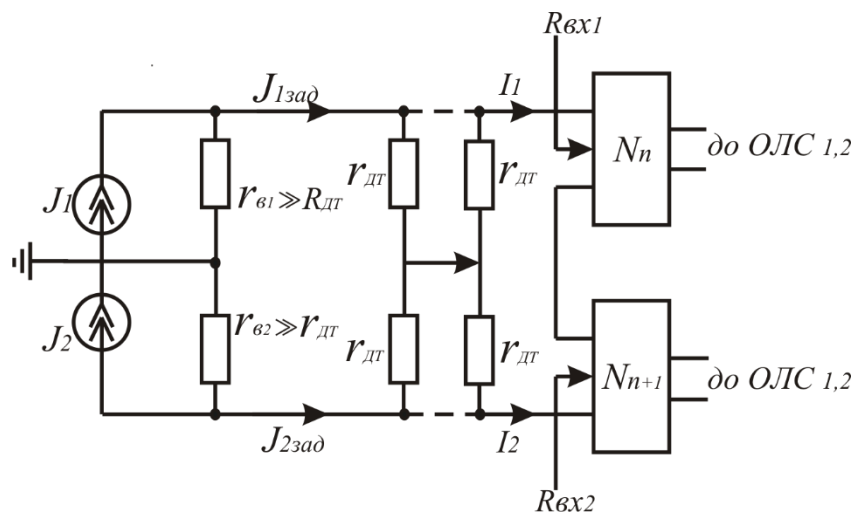 Rвх1
J1зад
I1
Nn
до ОЛС 1,2
rдт
rдт
J1
rв1≫Rдт
J2
rв2≫rдт
rдт
rдт
Nn+1
до ОЛС 1,2
J2зад
I2
Rвх2